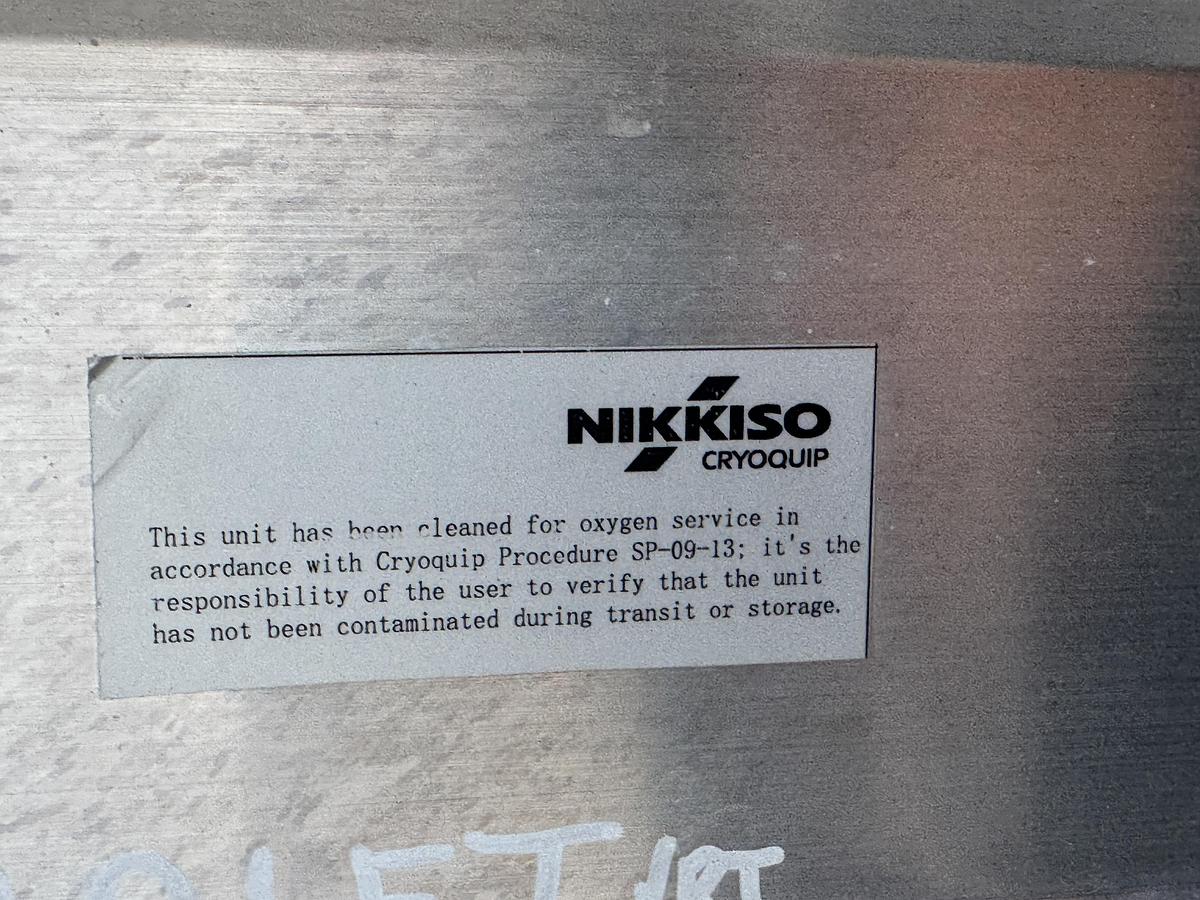 NIKKISO
CRYOQUIP
This unit has been cleaned for oxygen service in
accordance with Cryoquip Procedure SP-09-13; it's the
responsibility of the user to verify that the unit
has not been contaminated during transit or storage.